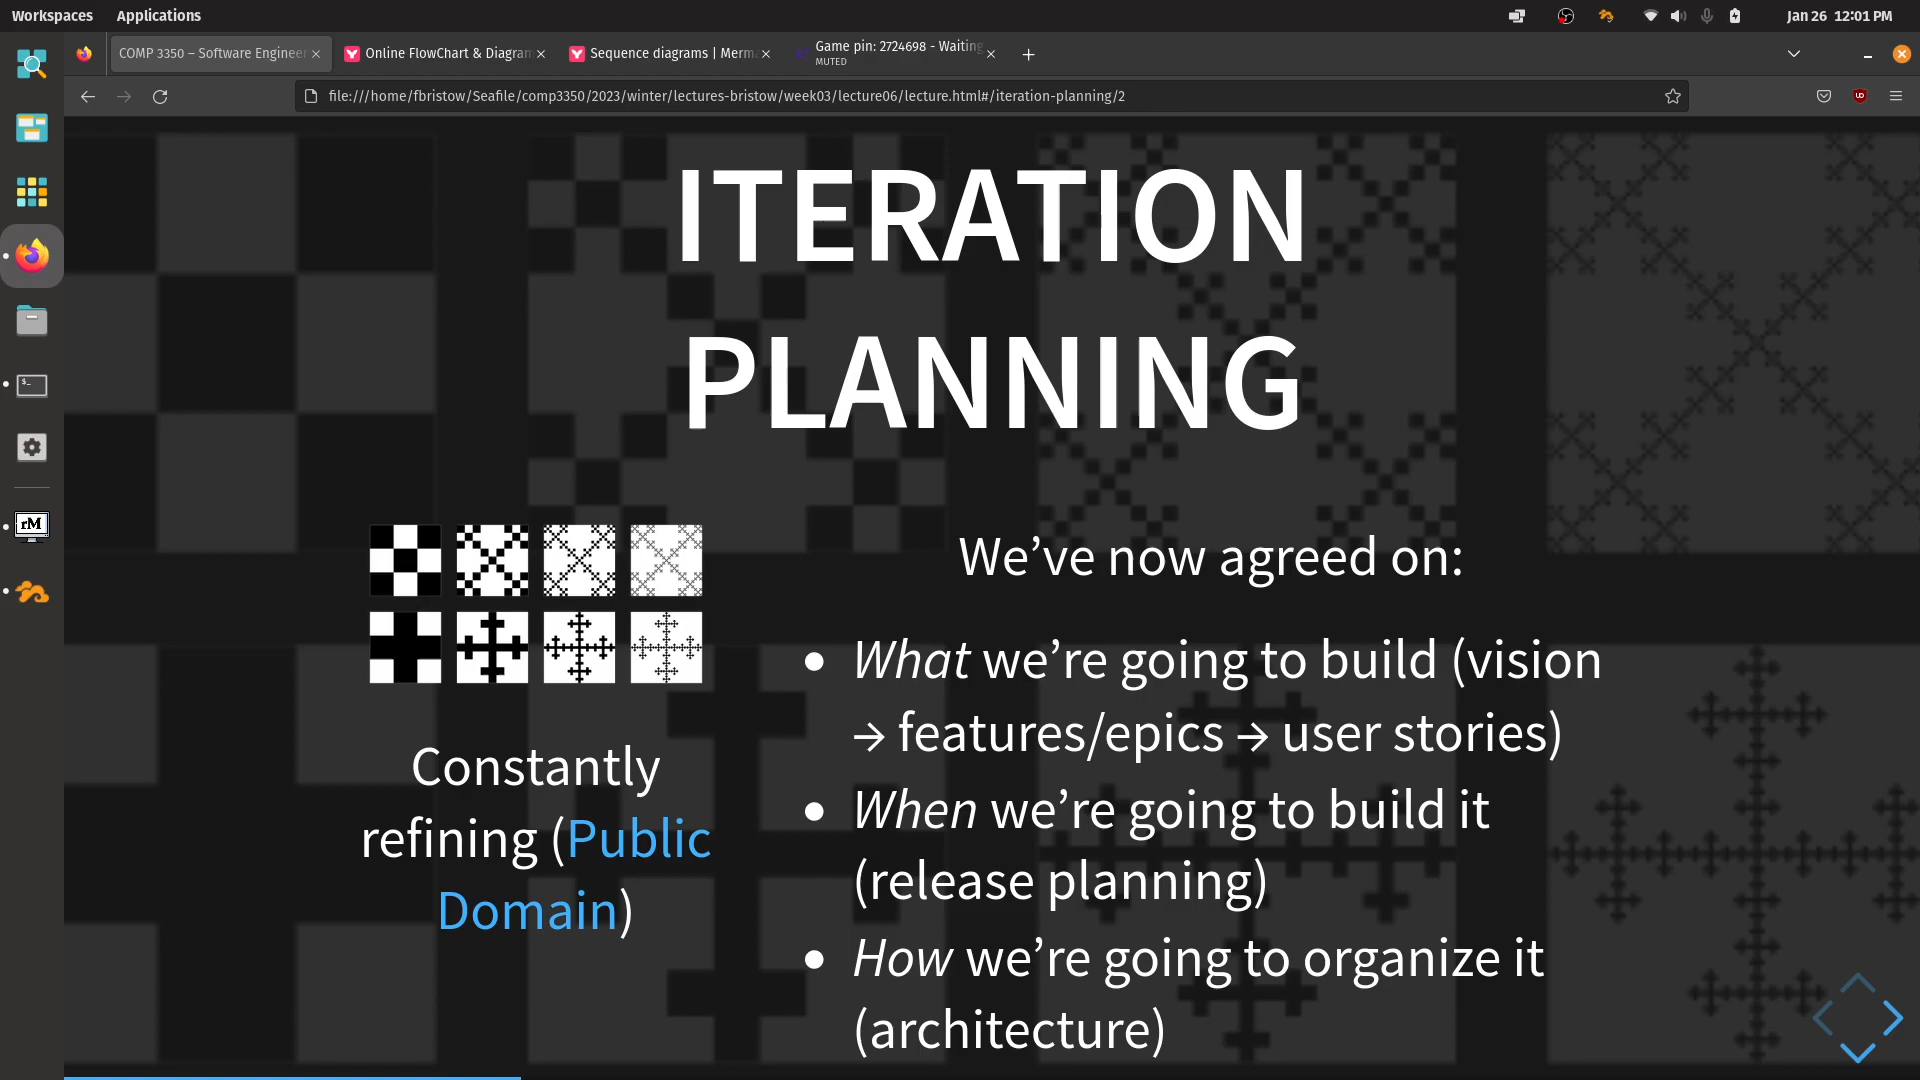 Workspaces Applications Jan 26 12:01 PM
COMP 3350 – Software Engineer Online FlowChart & Diagram Sequence diagrams | Merm Game pin: 2724698 - Waiting
MUTED
file:///home/fbristow/Seafile/comp3350/2023/winter/lectures-bristow/week03/lecture06/lecture.html#/iteration-planning/2
ITERATION
PLANNING
rM
Constantly
refining (Public
Domain)
We’ve now agreed on:
• What we’re going to build (vision
→ features/epics → user stories)
• When we’re going to build it
(release planning)
• How we’re going to organize it
(architecture)